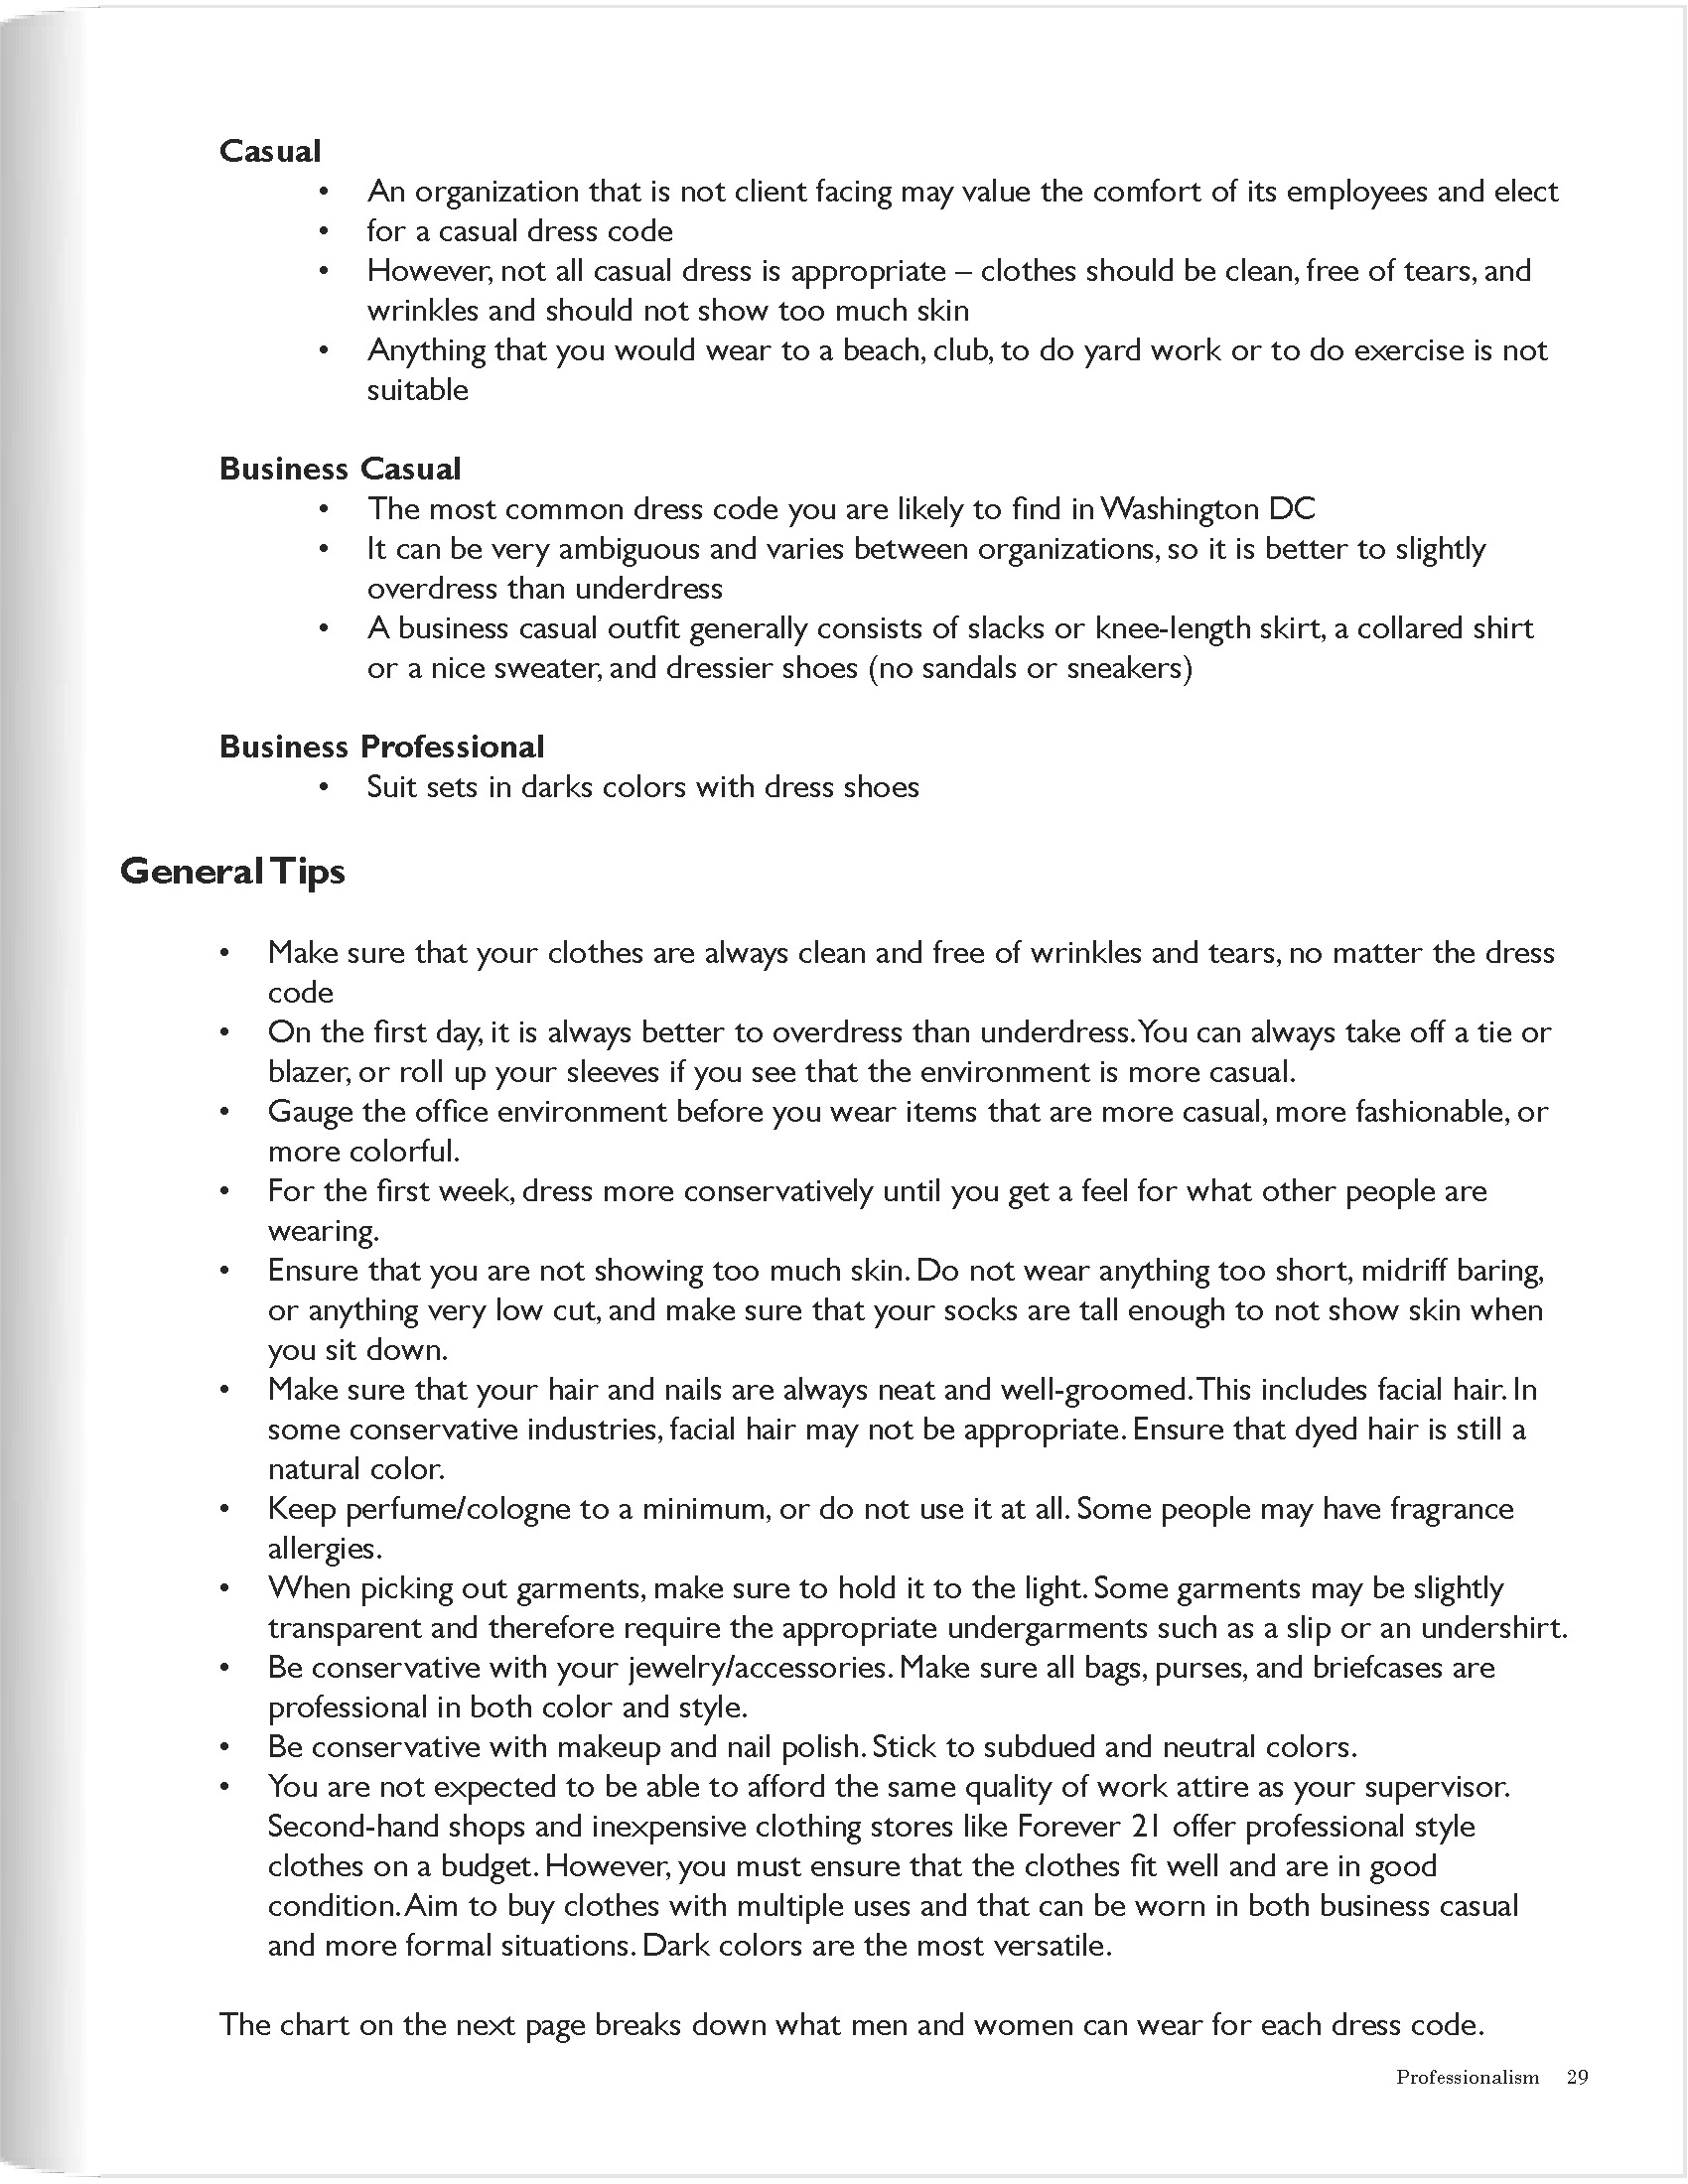 Casual
• An organization that is not client facing may value the comfort of its employees and elect
• for a casual dress code
• However, not all casual dress is appropriate – clothes should be clean, free of tears, and
wrinkles and should not show too much skin
• Anything that you would wear to a beach, club, to do yard work or to do exercise is not
suitable
Business Casual
• The most common dress code you are likely to find in Washington DC
• It can be very ambiguous and varies between organizations, so it is better to slightly
overdress than underdress
• A business casual outfit generally consists of slacks or knee-length skirt, a collared shirt
or a nice sweater, and dressier shoes (no sandals or sneakers)
Business Professional
• Suit sets in darks colors with dress shoes
General Tips
• Make sure that your clothes are always clean and free of wrinkles and tears, no matter the dress
code
• On the first day, it is always better to overdress than underdress. You can always take off a tie or
blazer, or roll up your sleeves if you see that the environment is more casual.
• Gauge the office environment before you wear items that are more casual, more fashionable, or
more colorful.
• For the first week, dress more conservatively until you get a feel for what other people are
wearing.
• Ensure that you are not showing too much skin. Do not wear anything too short, midriff baring,
or anything very low cut, and make sure that your socks are tall enough to not show skin when
you sit down.
• Make sure that your hair and nails are always neat and well-groomed. This includes facial hair. In
some conservative industries, facial hair may not be appropriate. Ensure that dyed hair is still a
natural color.
• Keep perfume/cologne to a minimum, or do not use it at all. Some people may have fragrance
allergies.
• When picking out garments, make sure to hold it to the light. Some garments may be slightly
transparent and therefore require the appropriate undergarments such as a slip or an undershirt.
• Be conservative with your jewelry/accessories. Make sure all bags, purses, and briefcases are
professional in both color and style.
• Be conservative with makeup and nail polish. Stick to subdued and neutral colors.
• You are not expected to be able to afford the same quality of work attire as your supervisor.
Second-hand shops and inexpensive clothing stores like Forever 21 offer professional style
clothes on a budget. However, you must ensure that the clothes fit well and are in good
condition. Aim to buy clothes with multiple uses and that can be worn in both business casual
and more formal situations. Dark colors are the most versatile.
The chart on the next page breaks down what men and women can wear for each dress code.
Professionalism 29